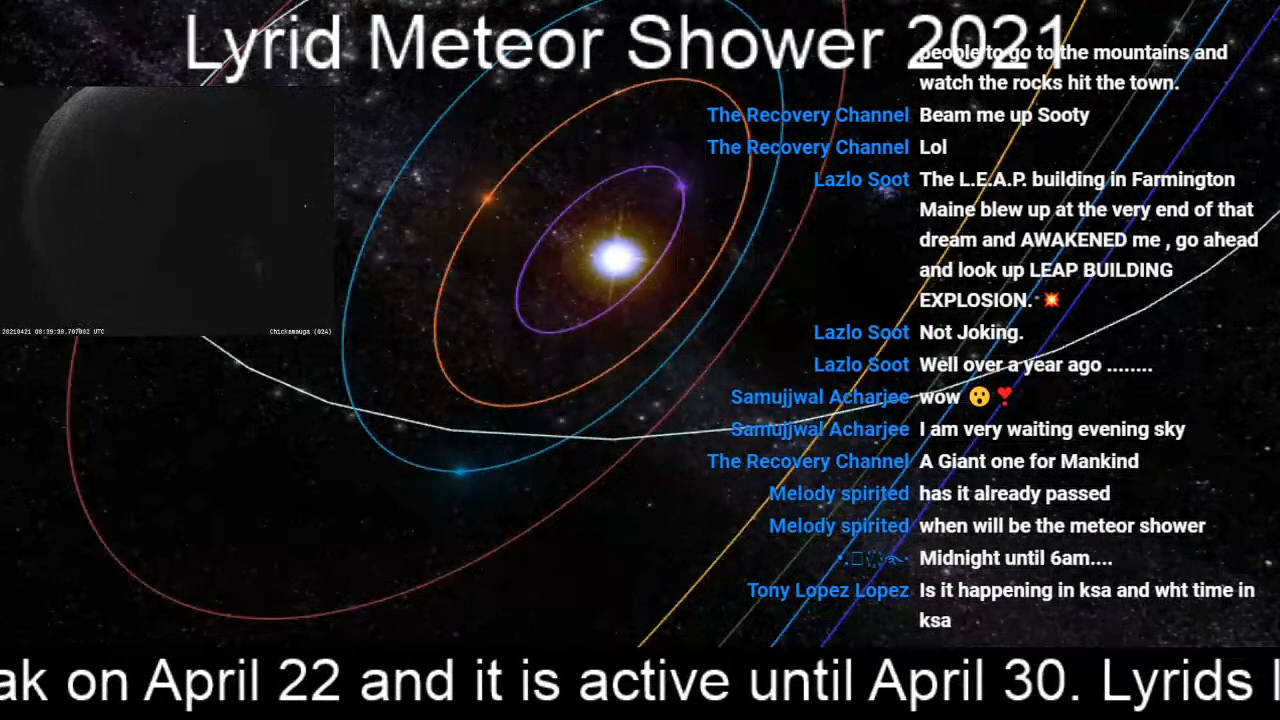 Lyrid Meteor Shower 2021
people to go to the mountains and
watch the rocks hit the town.
The Recovery Channel Beam me up Sooty
The Recovery Channel Lol
Lazlo Soot The L.E.A.P. building in Farmington
Maine blew up at the very end of that
dream and AWAKENED me , go ahead
and look up LEAP BUILDING
EXPLOSION. 💥
Lazlo Soot Not Joking.
Lazlo Soot Well over a year ago ........
Samujjwal Acharjee wow 😮 ❣
Samujjwal Acharjee I am very waiting evening sky
The Recovery Channel A Giant one for Mankind
Melody spirited has it already passed
Melody spirited when will be the meteor shower
Midnight until 6am....
Tony Lopez Lopez Is it happening in ksa and wht time in
ksa
Chickamauga (02A)
ak on April 22 and it is active until April 30. Lyrids